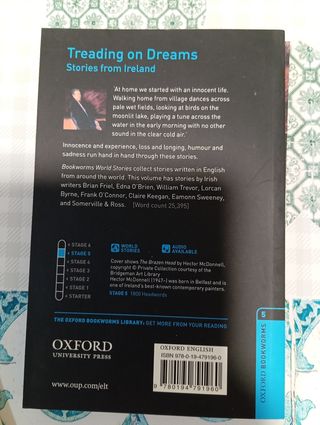 Treading on Dreams
Stories from Ireland
'At home we started with an innocent life.
Walking home from village dances across
pale wet fields, looking at birds on the
moonlit lake, playing a tune across the
water in the early morning with no other
sound in the clear cold air.'
Innocence and experience, loss and longing, humour and
sadness run hand in hand through these stories.
Bookworms World Stories collect stories written in English
from around the world. This volume has stories by Irish
writers Brian Friel, Edna O'Brien, William Trevor, Lorcan
Byrne, Frank O'Connor, Claire Keegan, Eamonn Sweeney,
and Somerville & Ross. [Word count 25,395]
STAGE 5
STAGE 4
STAGE 3
STAGE 2
STAGE 1
STARTER
WORLD
STORIES
AUDIO
AVAILABLE
Cover shows The Brazen Head by Hector McDonnell,
copyright © Private Collection courtesy of the
Bridgeman Art Library
Hector McDonnell (1947-) was born in Belfast and is
one of Ireland's best-known contemporary painters.
STAGE 5 1800 Headwords
THE OXFORD BOOKWORMS LIBRARY: GET MORE FROM YOUR READING
OXFORD
UNIVERSITY PRESS
www.oup.com/elt
OXFORD ENGLISH
ISBN 978-0-19-479196-0
9 780194 791960
5
OXFORD BOOKWORMS